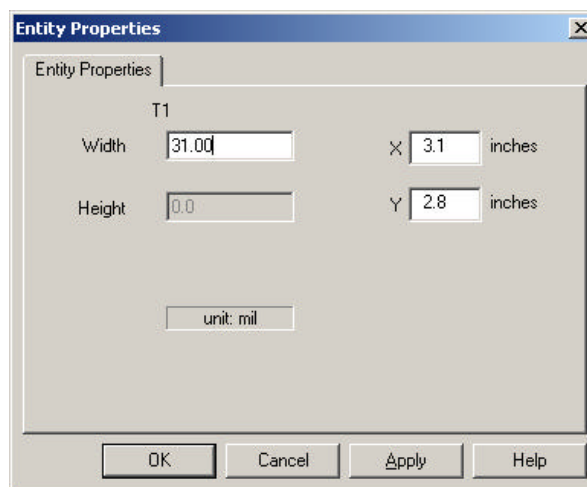 Entity Properties
Entity Properties
T1
Width 31.00 X 3.1 inches
Height 0.0 Y 2.8 inches
unit: mil
OK Cancel Apply Help